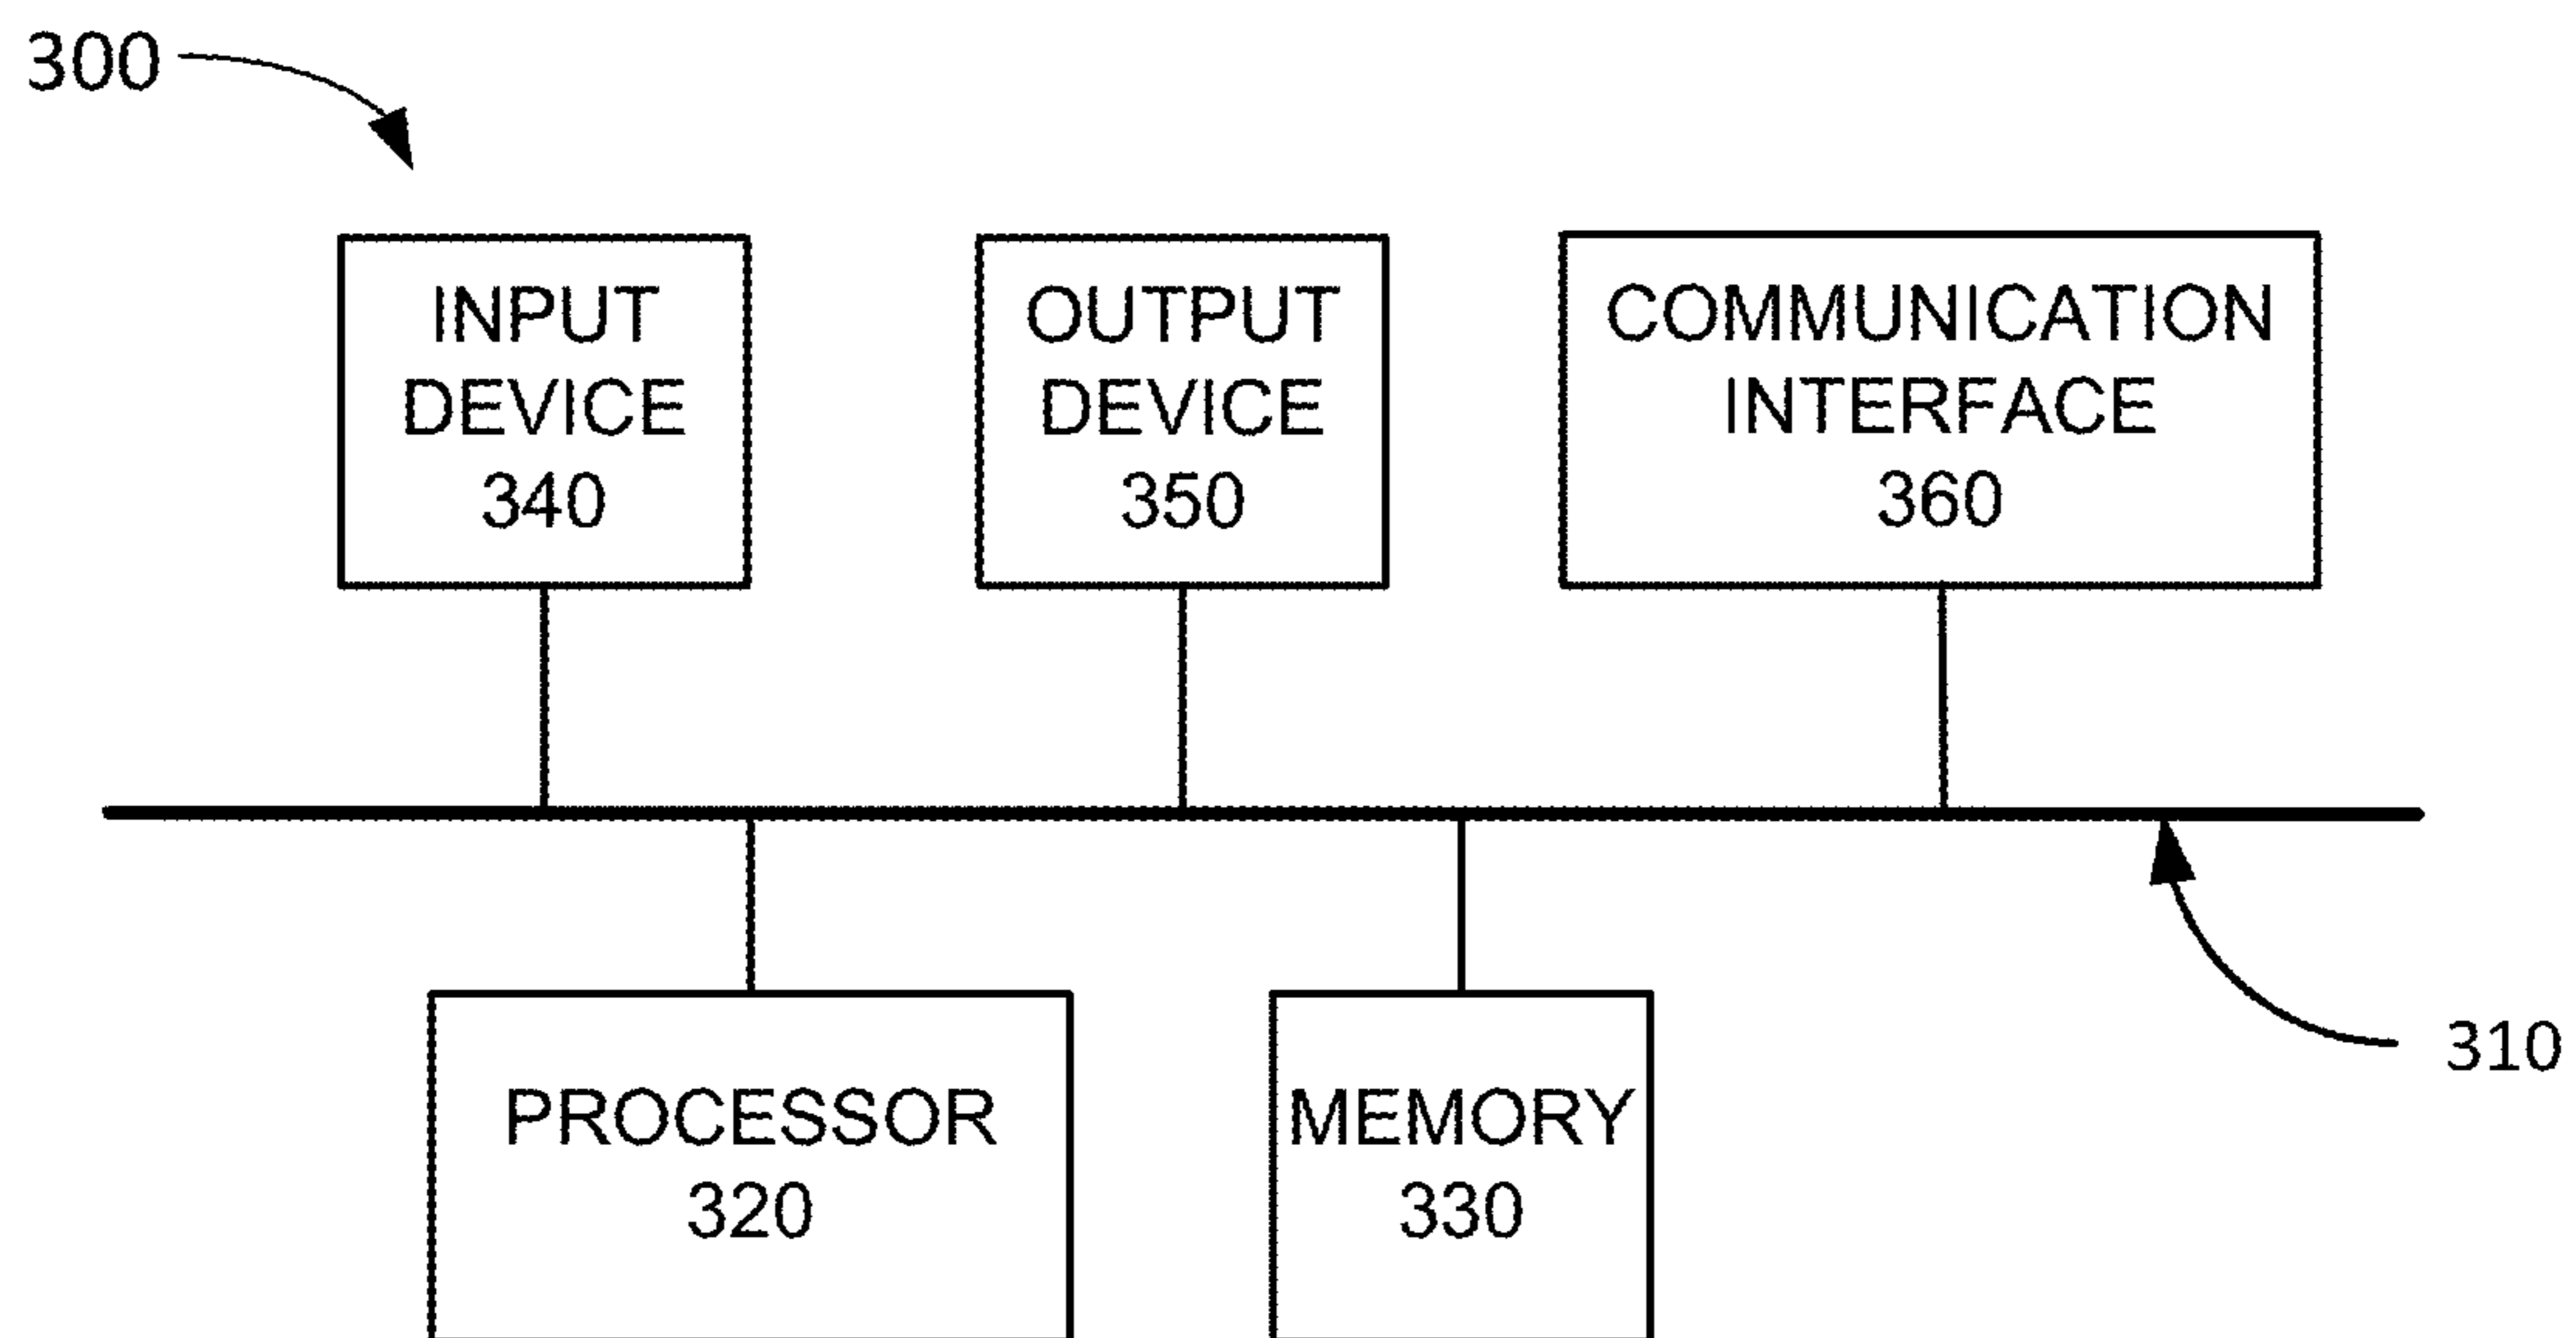 300
INPUT
DEVICE
340
OUTPUT
DEVICE
350
COMMUNICATION
INTERFACE
360
310
PROCESSOR
320
MEMORY
330